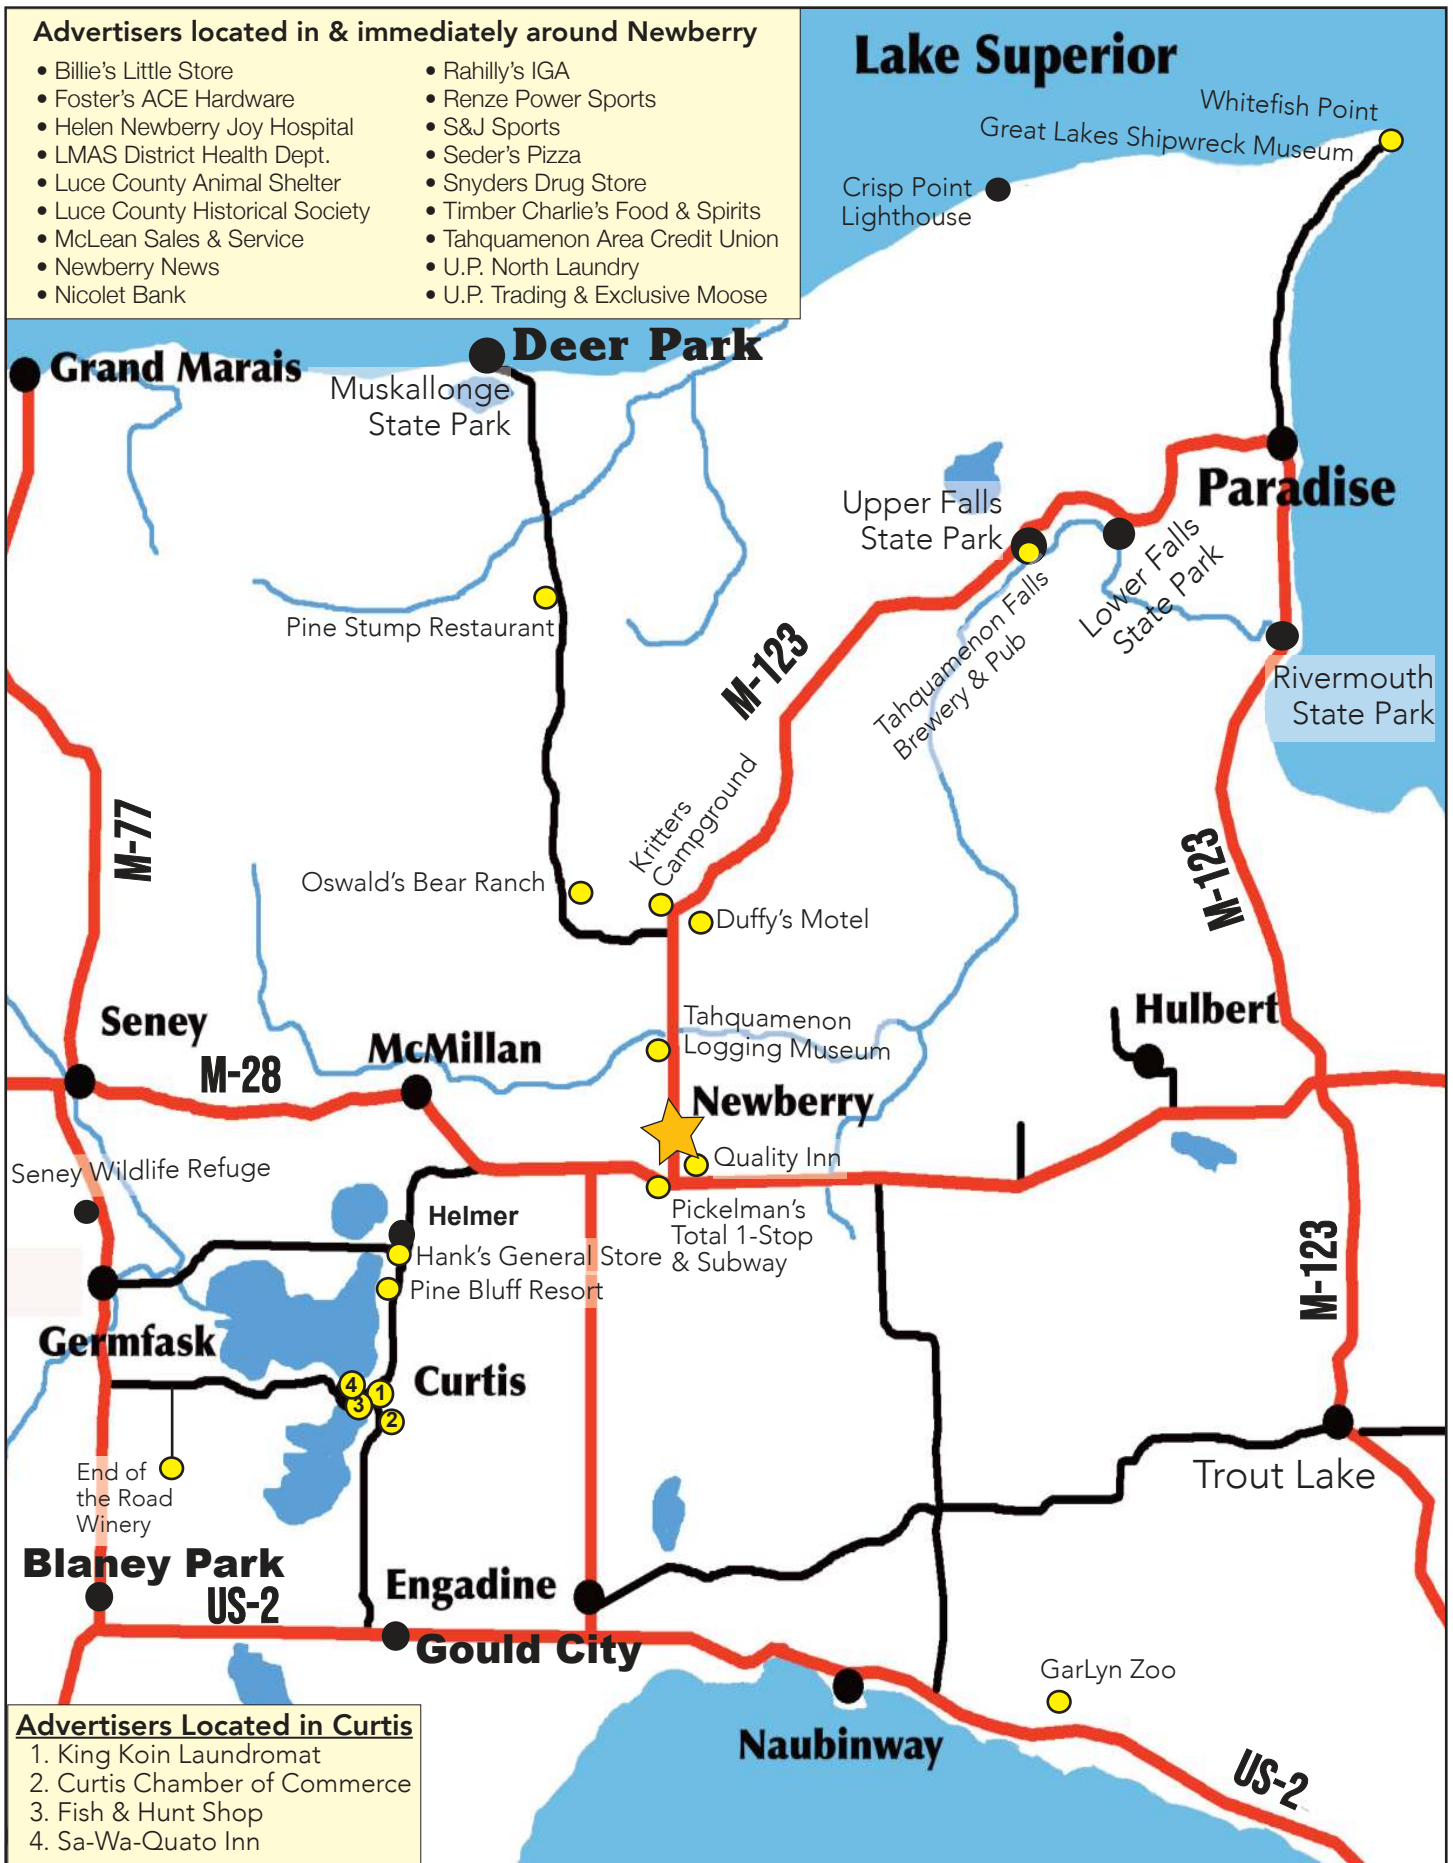 Advertisers located in & immediately around Newberry
• Billie's Little Store
• Foster's ACE Hardware
• Helen Newberry Joy Hospital
• LMAS District Health Dept.
• Luce County Animal Shelter
• Luce County Historical Society
• McLean Sales & Service
• Newberry News
• Nicolet Bank
• Rahilly's IGA
• Renze Power Sports
• S&J Sports
• Seder's Pizza
• Snyders Drug Store
• Timber Charlie's Food & Spirits
• Tahquamenon Area Credit Union
• U.P. North Laundry
• U.P. Trading & Exclusive Moose
Lake Superior
Whitefish Point
Great Lakes Shipwreck Museum
Crisp Point
Lighthouse
Grand Marais
Deer Park
Muskallonge
State Park
Paradise
Upper Falls
State Park
Lower Falls
State Park
Tahquamenon Falls
Brewery & Pub
Pine Stump Restaurant
M-123
Rivermouth
State Park
M-77
Kritters
Campground
M-123
Oswald's Bear Ranch
Duffy's Motel
Seney
M-28
McMillan
Tahquamenon
Logging Museum
Hulbert
Newberry
Quality Inn
Seney Wildlife Refuge
Helmer
Pickelman's
Total 1-Stop
& Subway
Hank's General Store
Pine Bluff Resort
M-123
Germfask
Curtis
4
1
3
2
End of
the Road
Winery
Trout Lake
Blaney Park
US-2
Engadine
Gould City
GarLyn Zoo
Naubinway
US-2
Advertisers Located in Curtis
1. King Koin Laundromat
2. Curtis Chamber of Commerce
3. Fish & Hunt Shop
4. Sa-Wa-Quato Inn